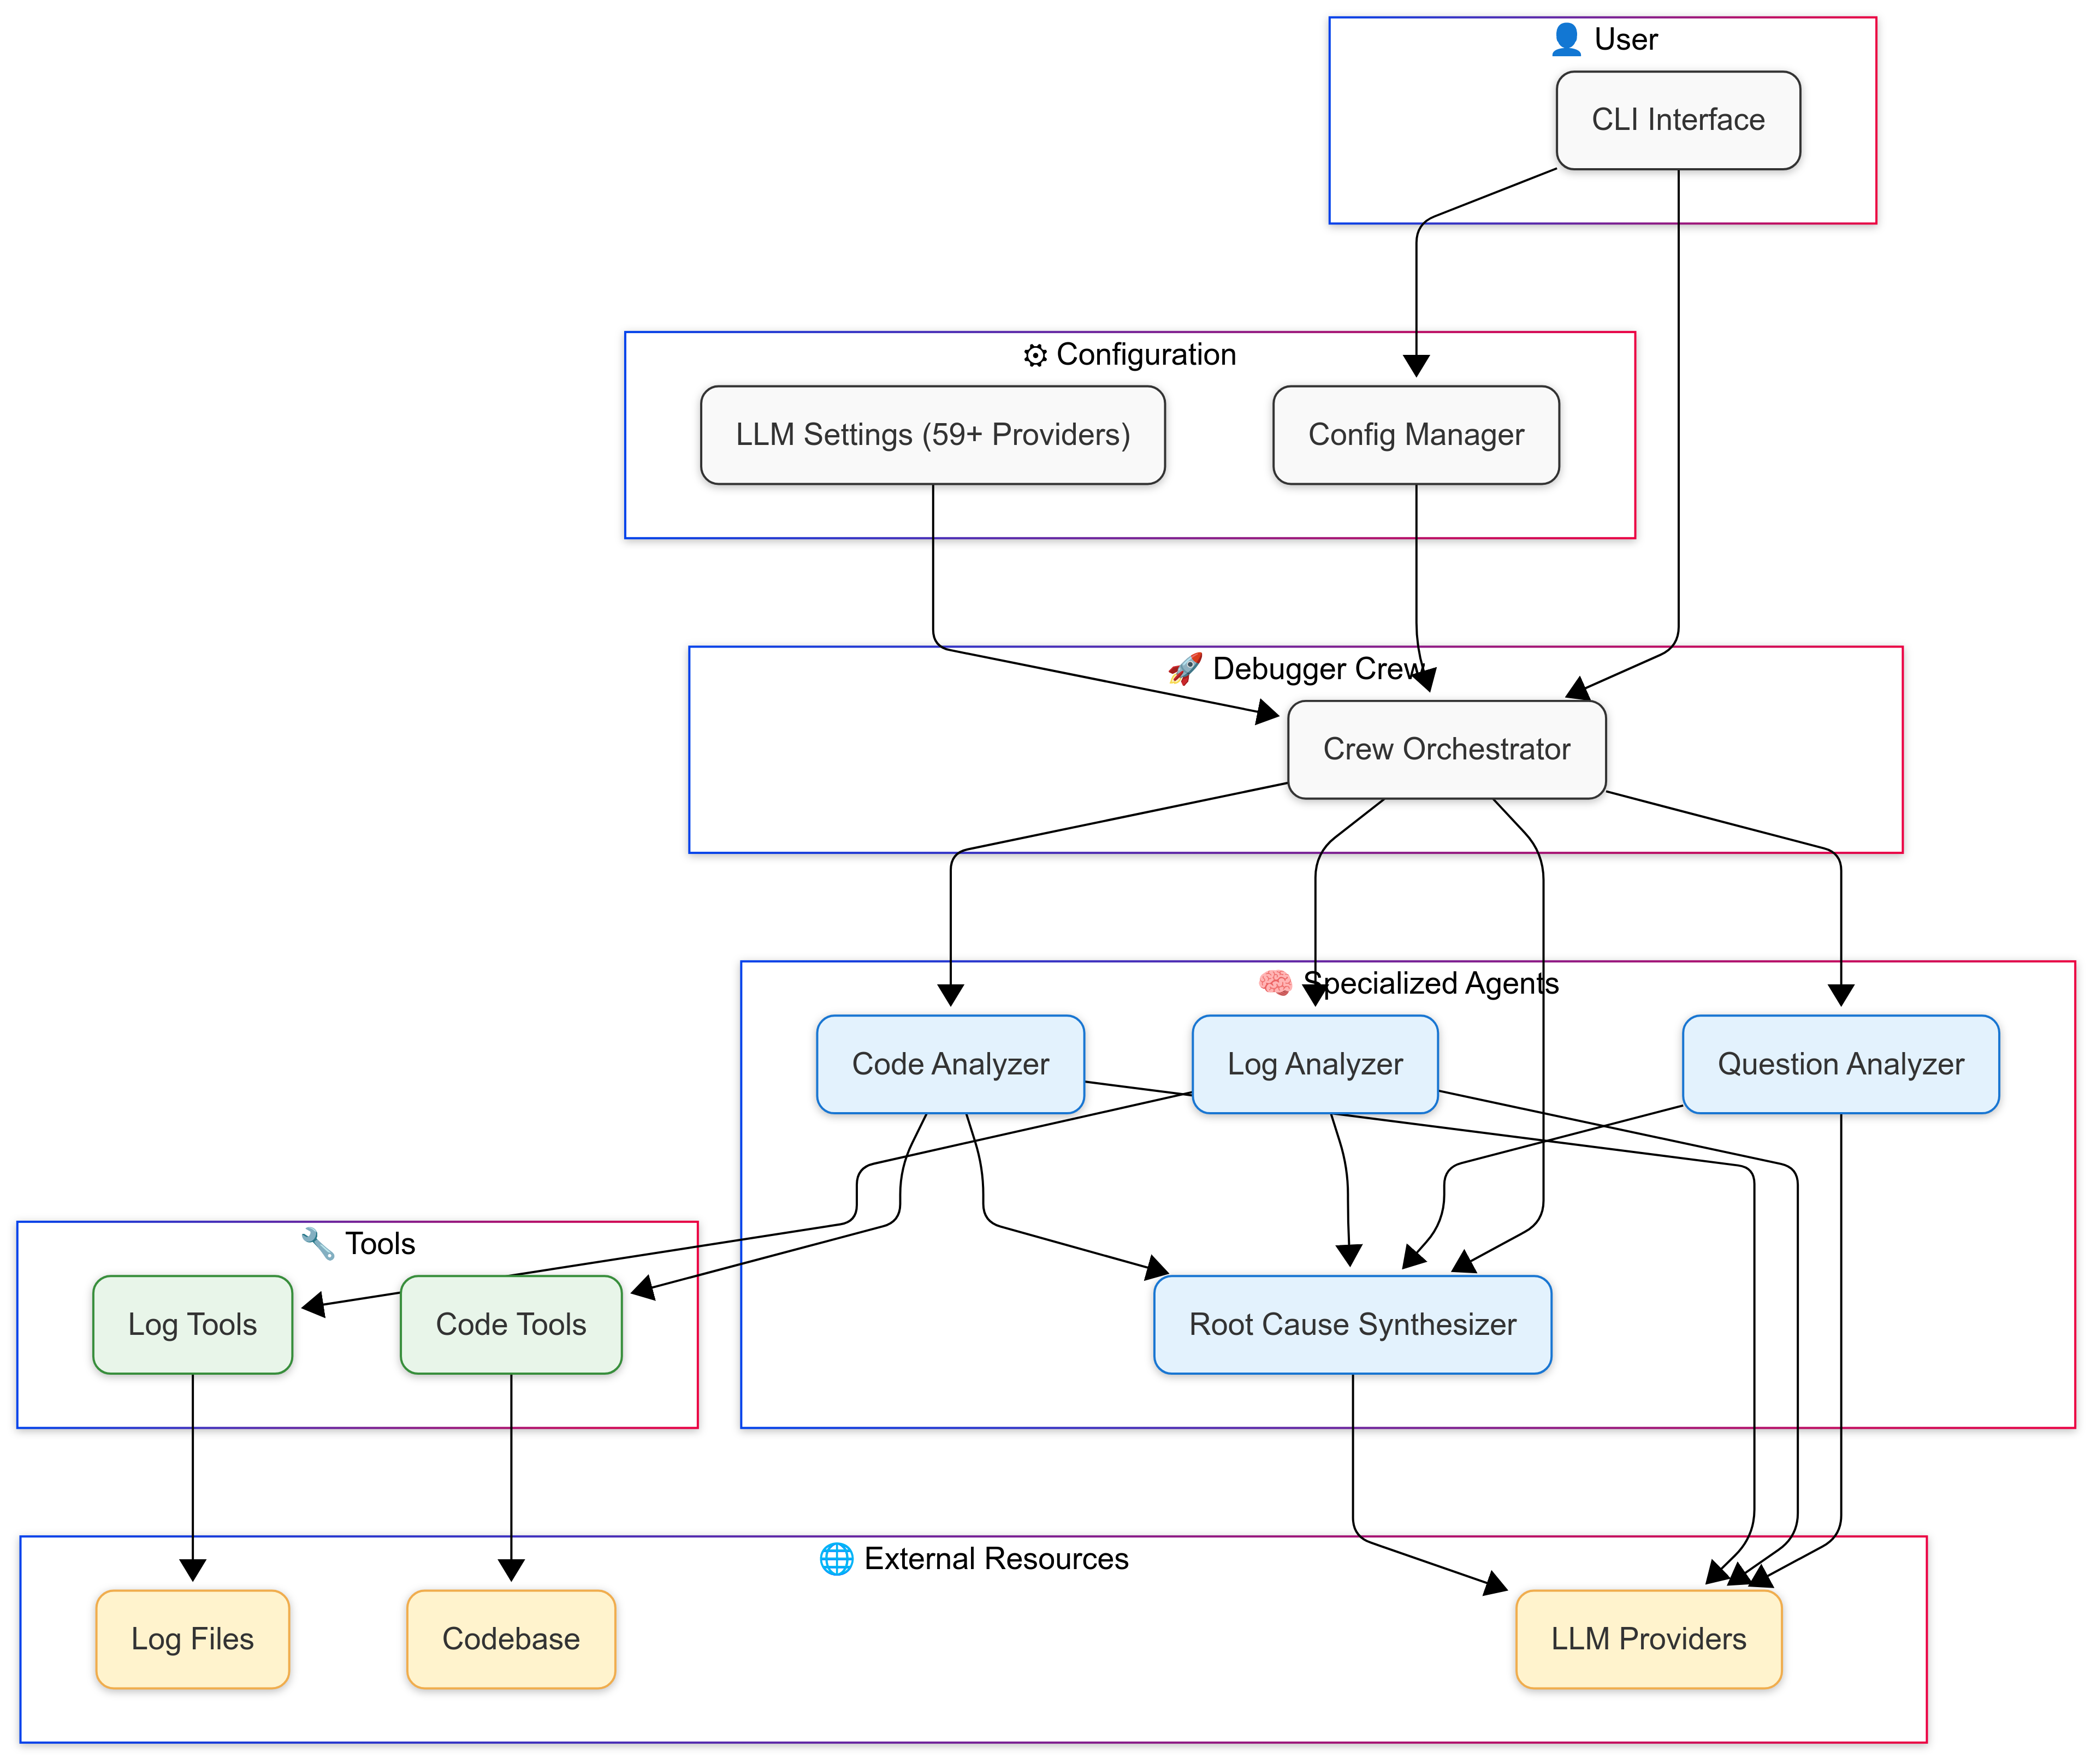 👤 User
CLI Interface
⚙ Configuration
LLM Settings (59+ Providers)
Config Manager
🚀 Debugger Crew
Crew Orchestrator
🧠 Specialized Agents
Code Analyzer
Log Analyzer
Question Analyzer
🔧 Tools
Log Tools
Code Tools
Root Cause Synthesizer
🌐 External Resources
Log Files
Codebase
LLM Providers